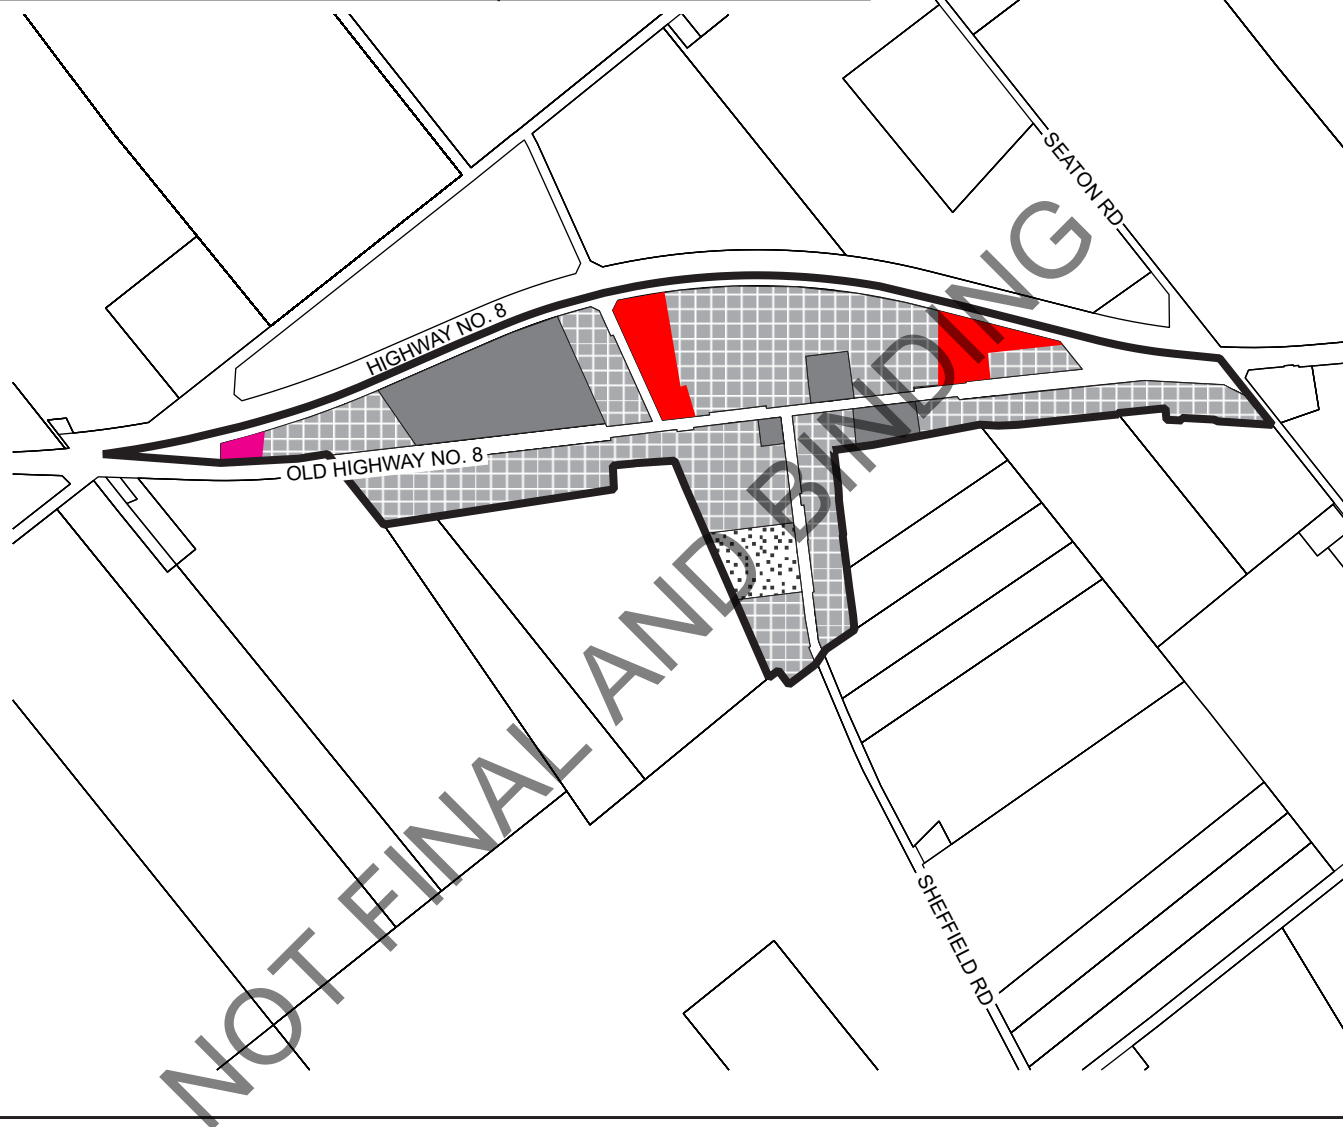 SEATON RD
HIGHWAY NO. 8
OLD HIGHWAY NO. 8
NOT FINAL AND BINDING
SHEFFIELD RD